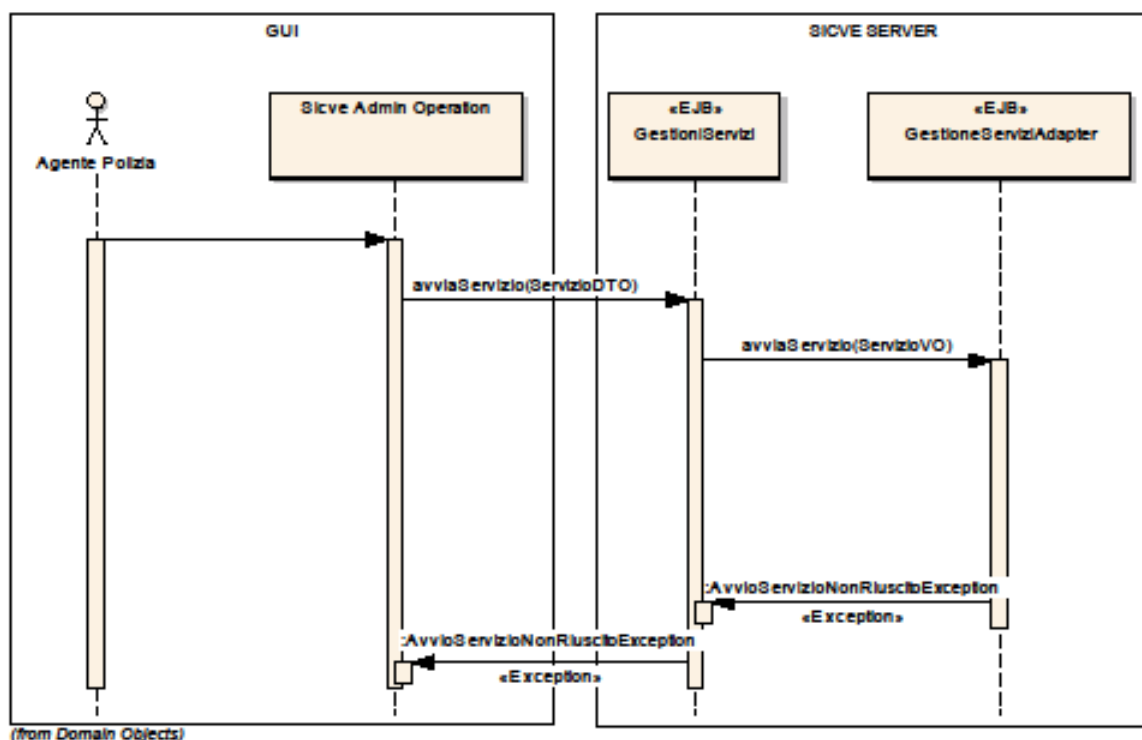 GUI
SICVE SERVER
Agente Polizia
Sicve Admin Operation
«EJB»
GestioniServizi
«EJB»
GestioneServiziAdapter
avviaServizio(ServizioDTO)
avviaServizio(ServizioVO)
:AvvioServizioNonRiuscitoException
«Exception»
:AvvioServizioNonRiuscitoException
«Exception»
(from Domain Objects)